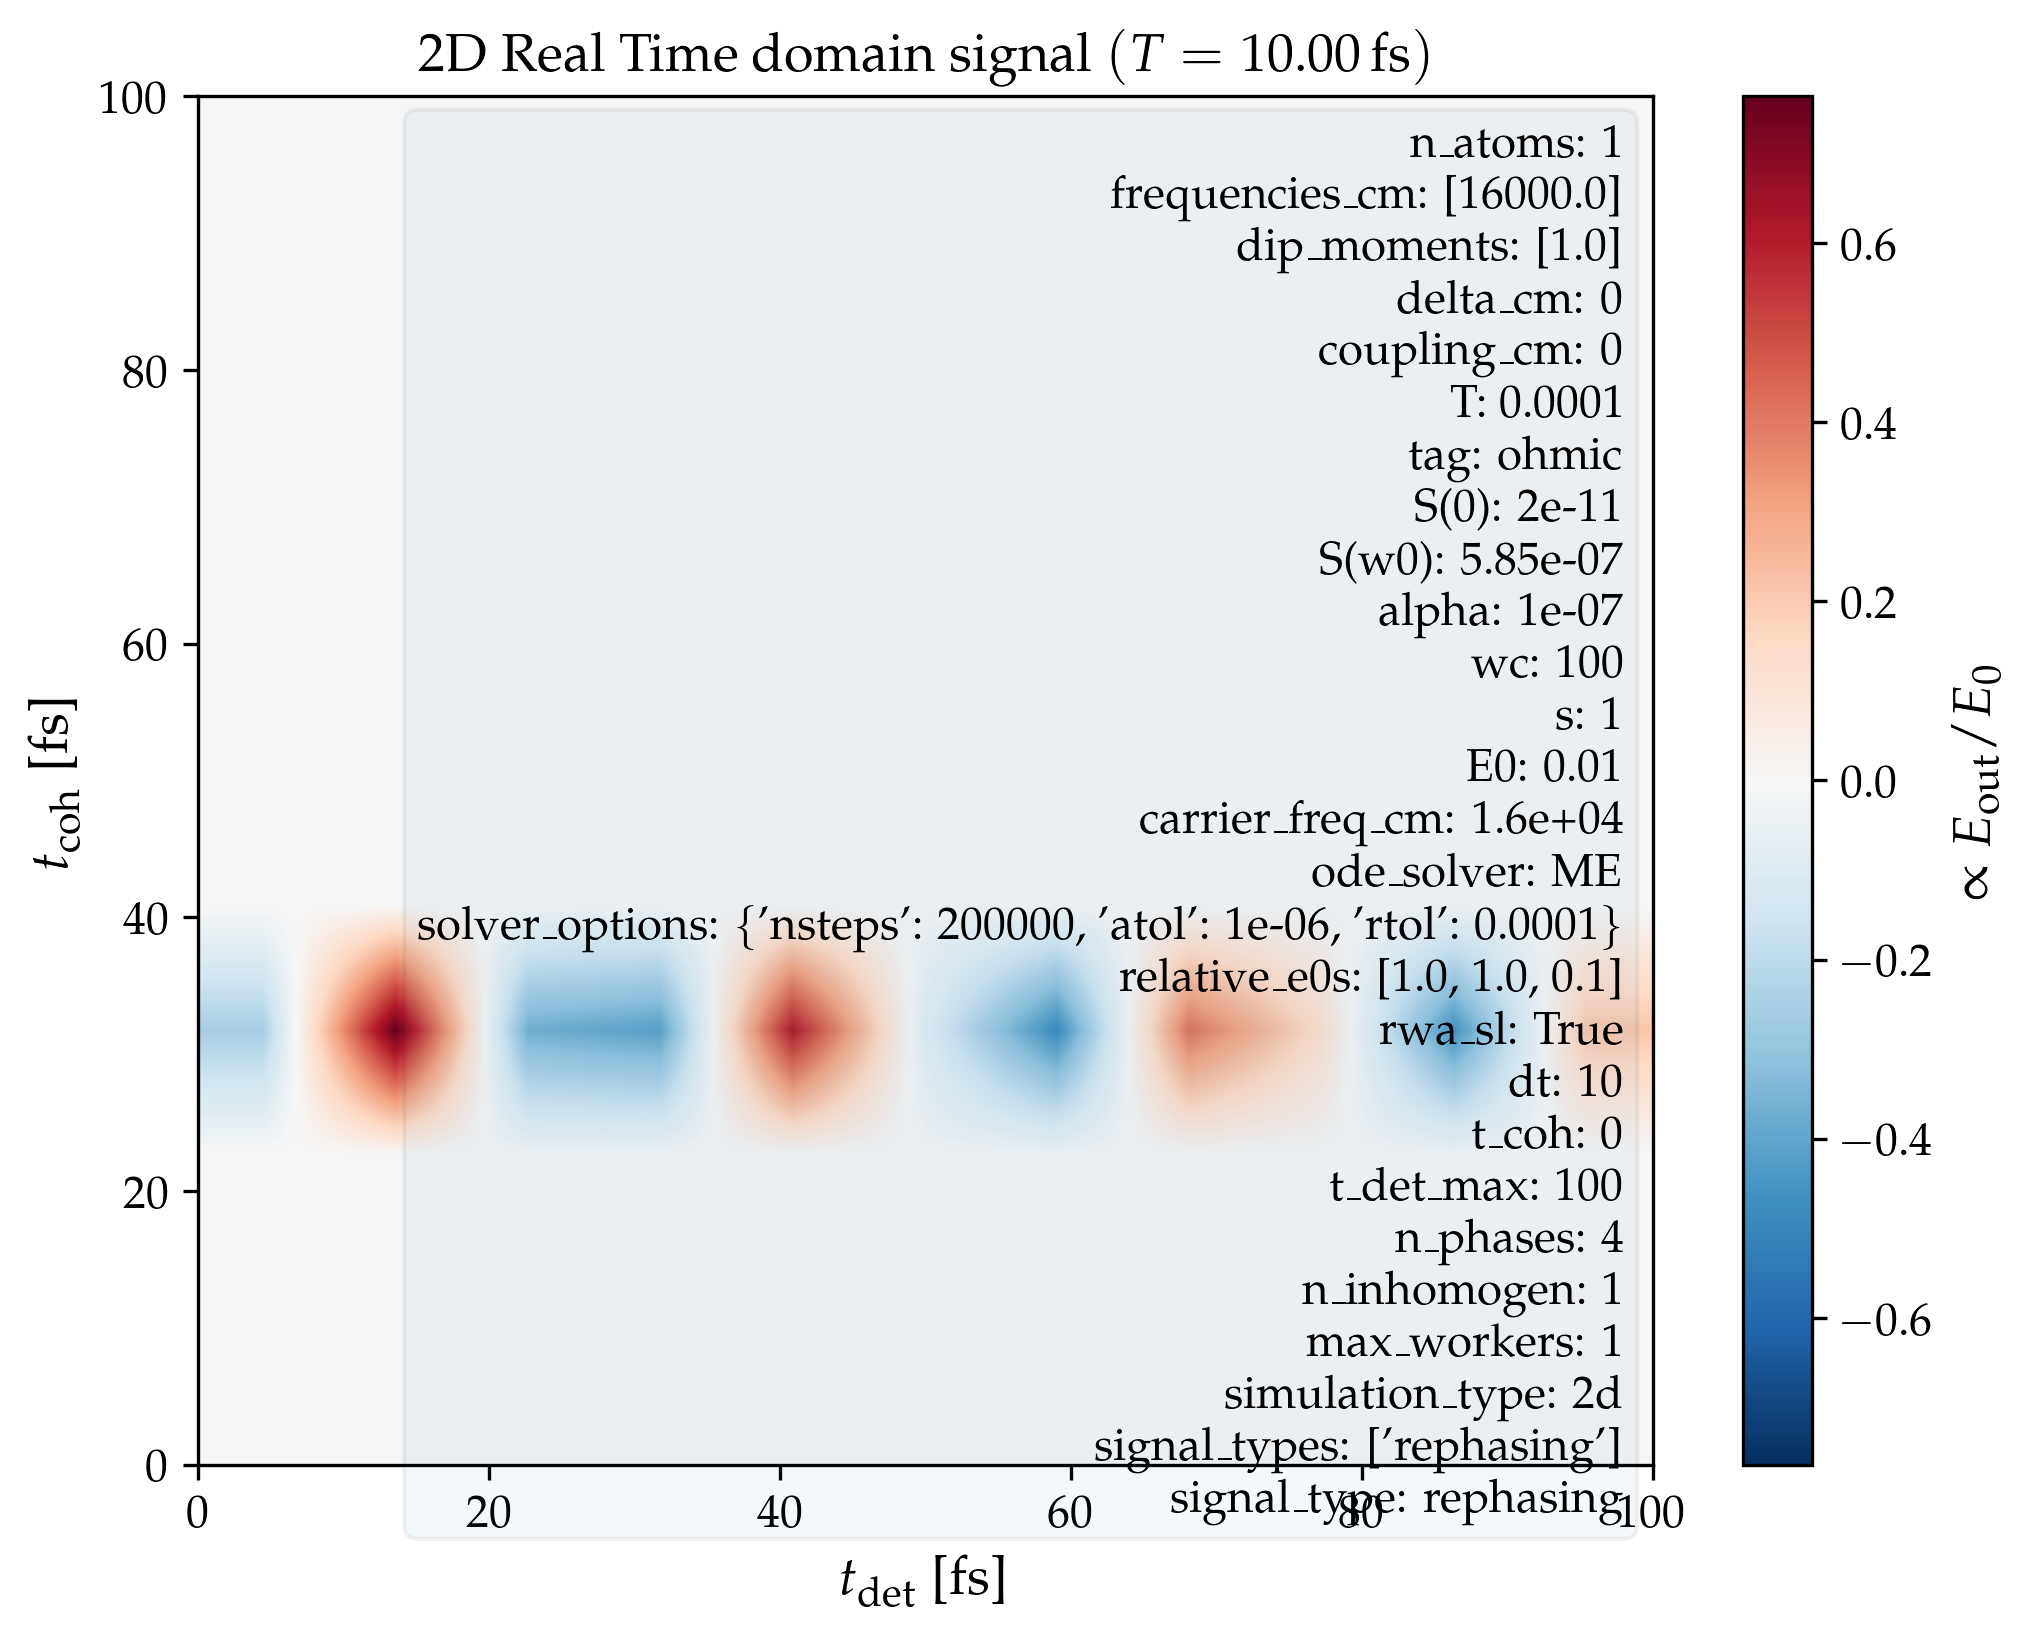 2D Real Time domain signal (T = 10.00 fs)
n_atoms: 1
frequencies_cm: [16000.0]
dip_moments: [1.0]
delta_cm: 0
coupling_cm: 0
T: 0.0001
tag: ohmic
S(0): 2e-11
S(w0): 5.85e-07
alpha: 1e-07
wc: 100
s: 1
E0: 0.01
carrier_freq_cm: 1.6e+04
ode_solver: ME
solver_options: {'nsteps': 200000, 'atol': 1e-06, 'rtol': 0.0001}
relative_e0s: [1.0, 1.0, 0.1]
rwa_sl: True
dt: 10
t_coh: 0
t_det_max: 100
n_phases: 4
n_inhomogen: 1
max_workers: 1
simulation_type: 2d
signal_types: ['rephasing']
signal_type: rephasing
100
80
60
40
20
0
t_coh [fs]
0 20 40 60 80 100
t_det [fs]
0.6
0.4
0.2
0.0
−0.2
−0.4
−0.6
∝ E_out/E_0